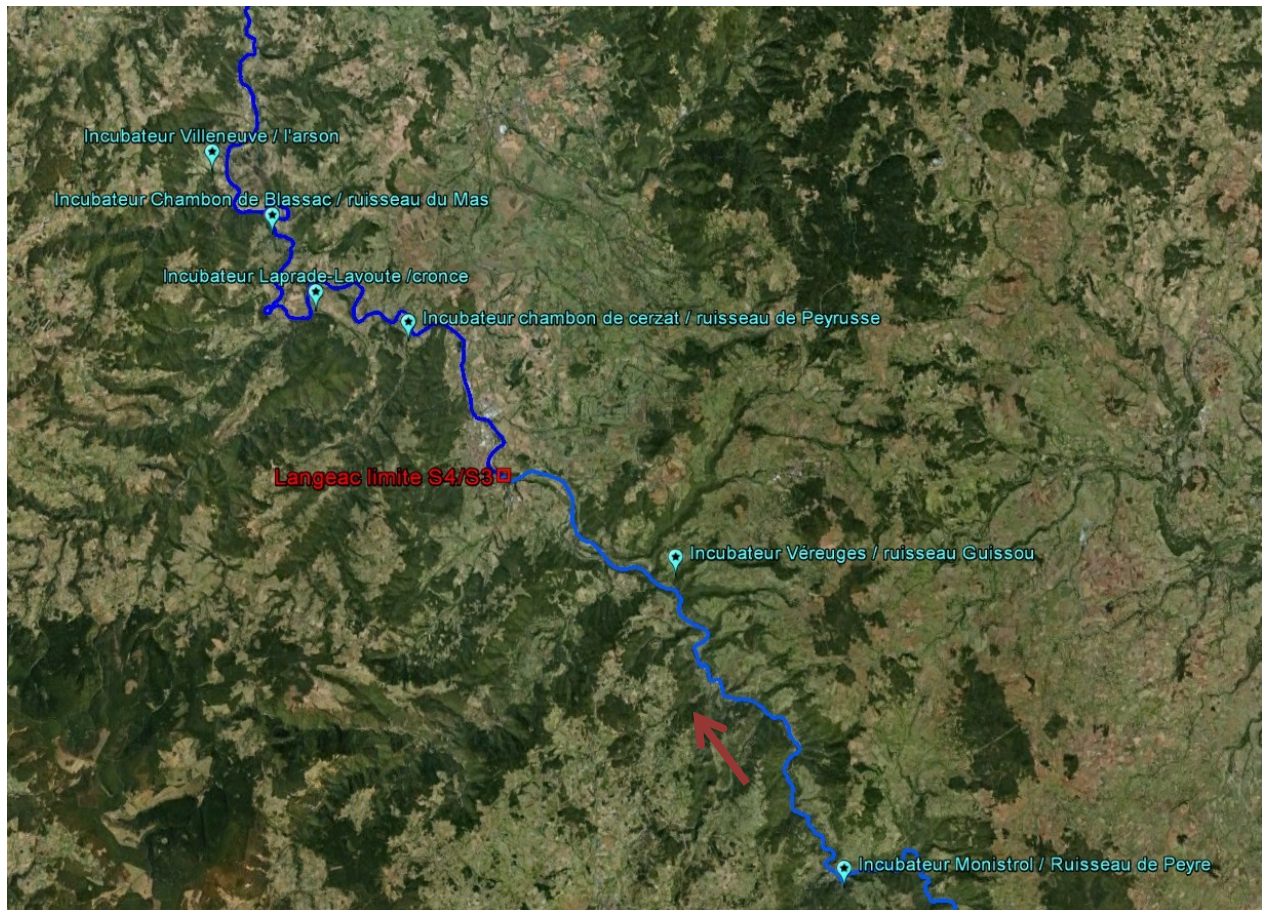 Incubateur Villeneuve / l'arson
Incubateur Chambon de Blassac / ruisseau du Mas
Incubateur Laprade-Lavoute /cronce
Incubateur chambon de cerzat / ruisseau de Peyrusse
Langeac limite S4/S3
Incubateur Véreuges / ruisseau Guissou
Incubateur Monistrol / Ruisseau de Peyre